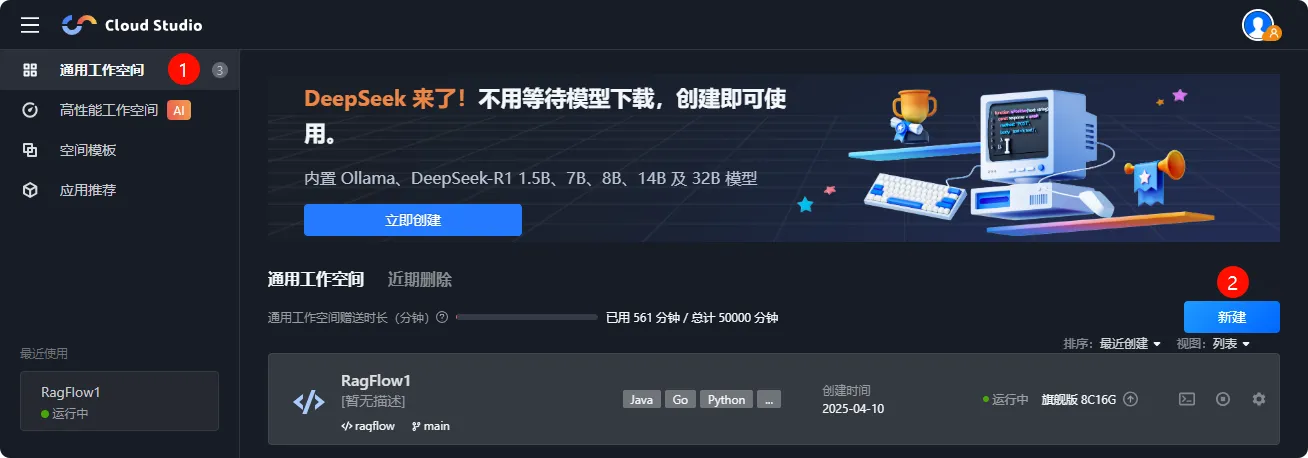 Cloud Studio
通用工作空间 1 3
高性能工作空间 AI
空间模板
应用推荐
最近使用
RagFlow1
运行中
DeepSeek 来了！不用等待模型下载，创建即可使
用。
内置 Ollama、DeepSeek-R1 1.5B、7B、8B、14B 及 32B 模型
立即创建
通用工作空间 近期删除
2
通用工作空间赠送时长（分钟） 已用 561 分钟 / 总计 50000 分钟
新建
排序: 最近创建 视图: 列表
RagFlow1
[暂无描述]
ragflow main
Java Go Python ...
创建时间
2025-04-10
运行中 旗舰版 8C16G